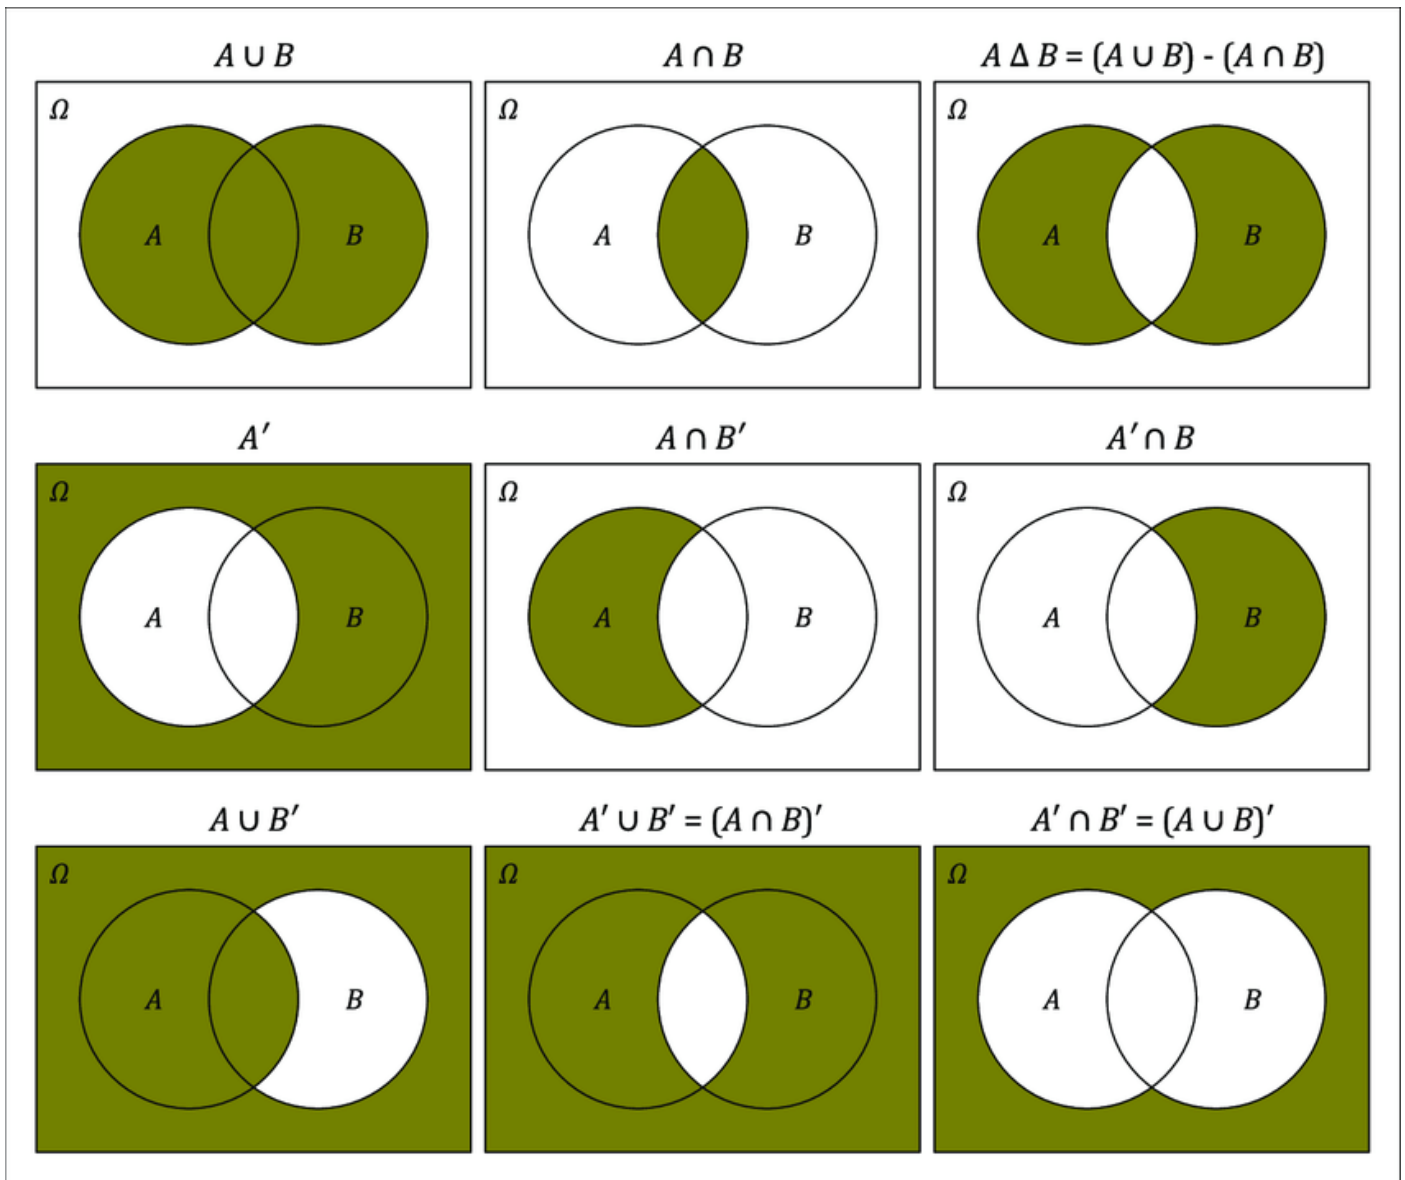 A ∪ B
A ∩ B
A Δ B = (A ∪ B) - (A ∩ B)
Ω
A
B
Ω
A
B
Ω
A
B
A′
A ∩ B′
A′ ∩ B
Ω
A
B
Ω
A
B
Ω
A
B
A ∪ B′
A′ ∪ B′ = (A ∩ B)′
A′ ∩ B′ = (A ∪ B)′
Ω
A
B
Ω
A
B
Ω
A
B